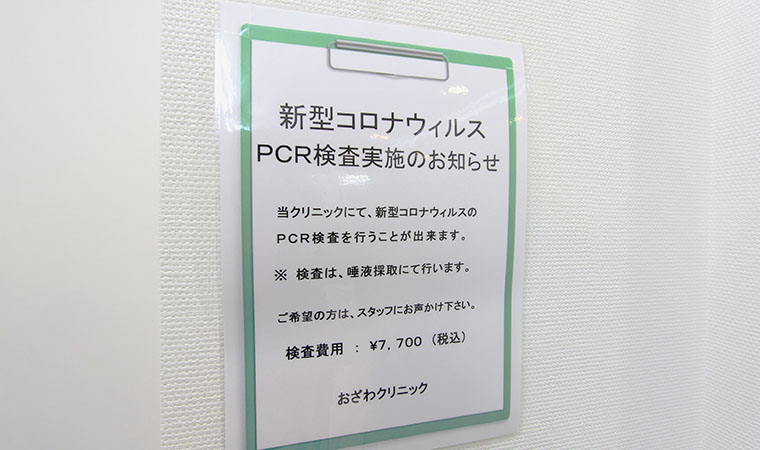 新型コロナウィルス
PCR検査実施のお知らせ
当クリニックにて、新型コロナウィルスの
PCR検査を行うことが出来ます。
※ 検査は、唾液採取にて行います。
ご希望の方は、スタッフにお声かけ下さい。
検査費用 : ¥7,700 (税込)
おざわクリニック